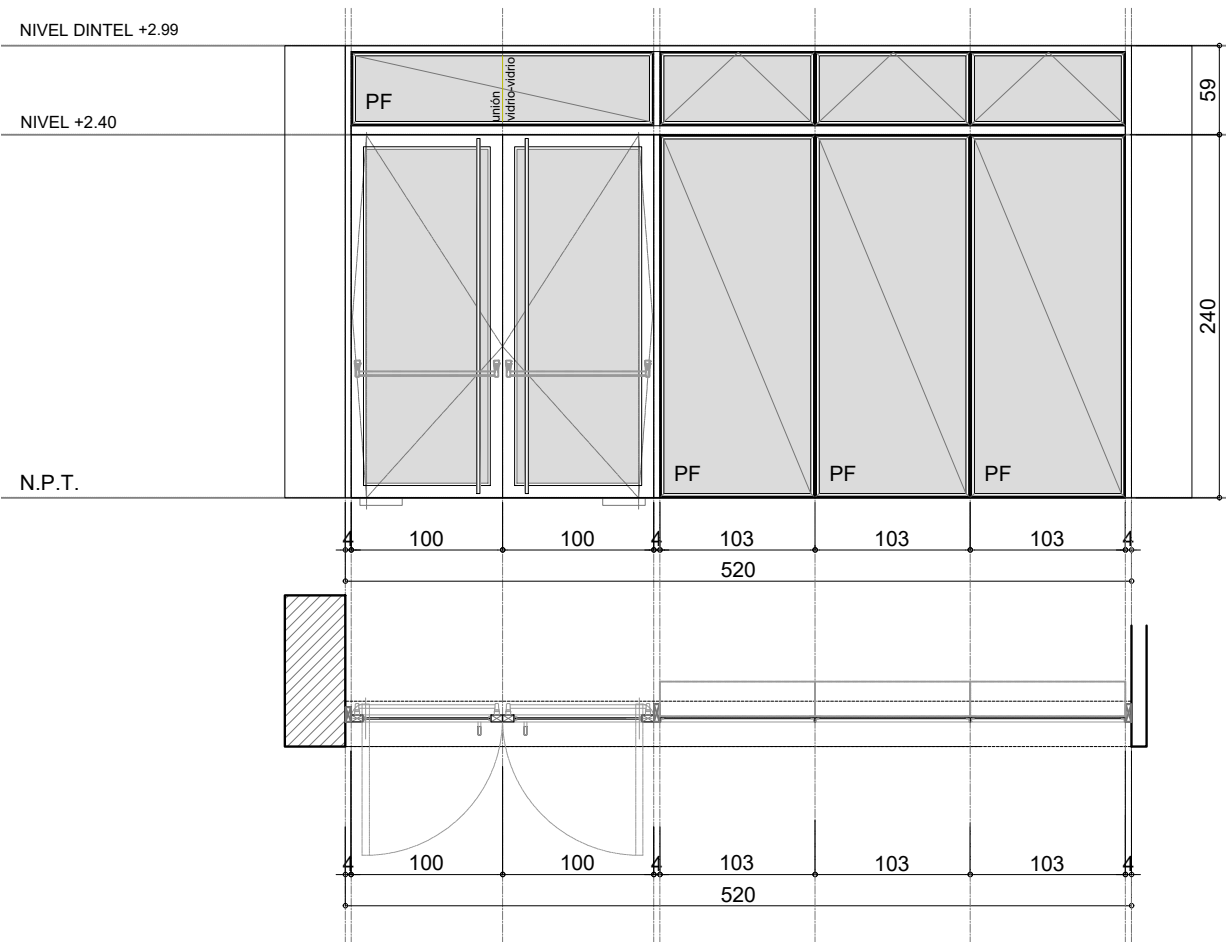 NIVEL DINTEL +2.99
59
PF
unión
vidrio-vidrio
NIVEL +2.40
240
PF
PF
PF
N.P.T.
4 100 100 4 103 103 103 4
520
4 100 100 4 103 103 103 4
520